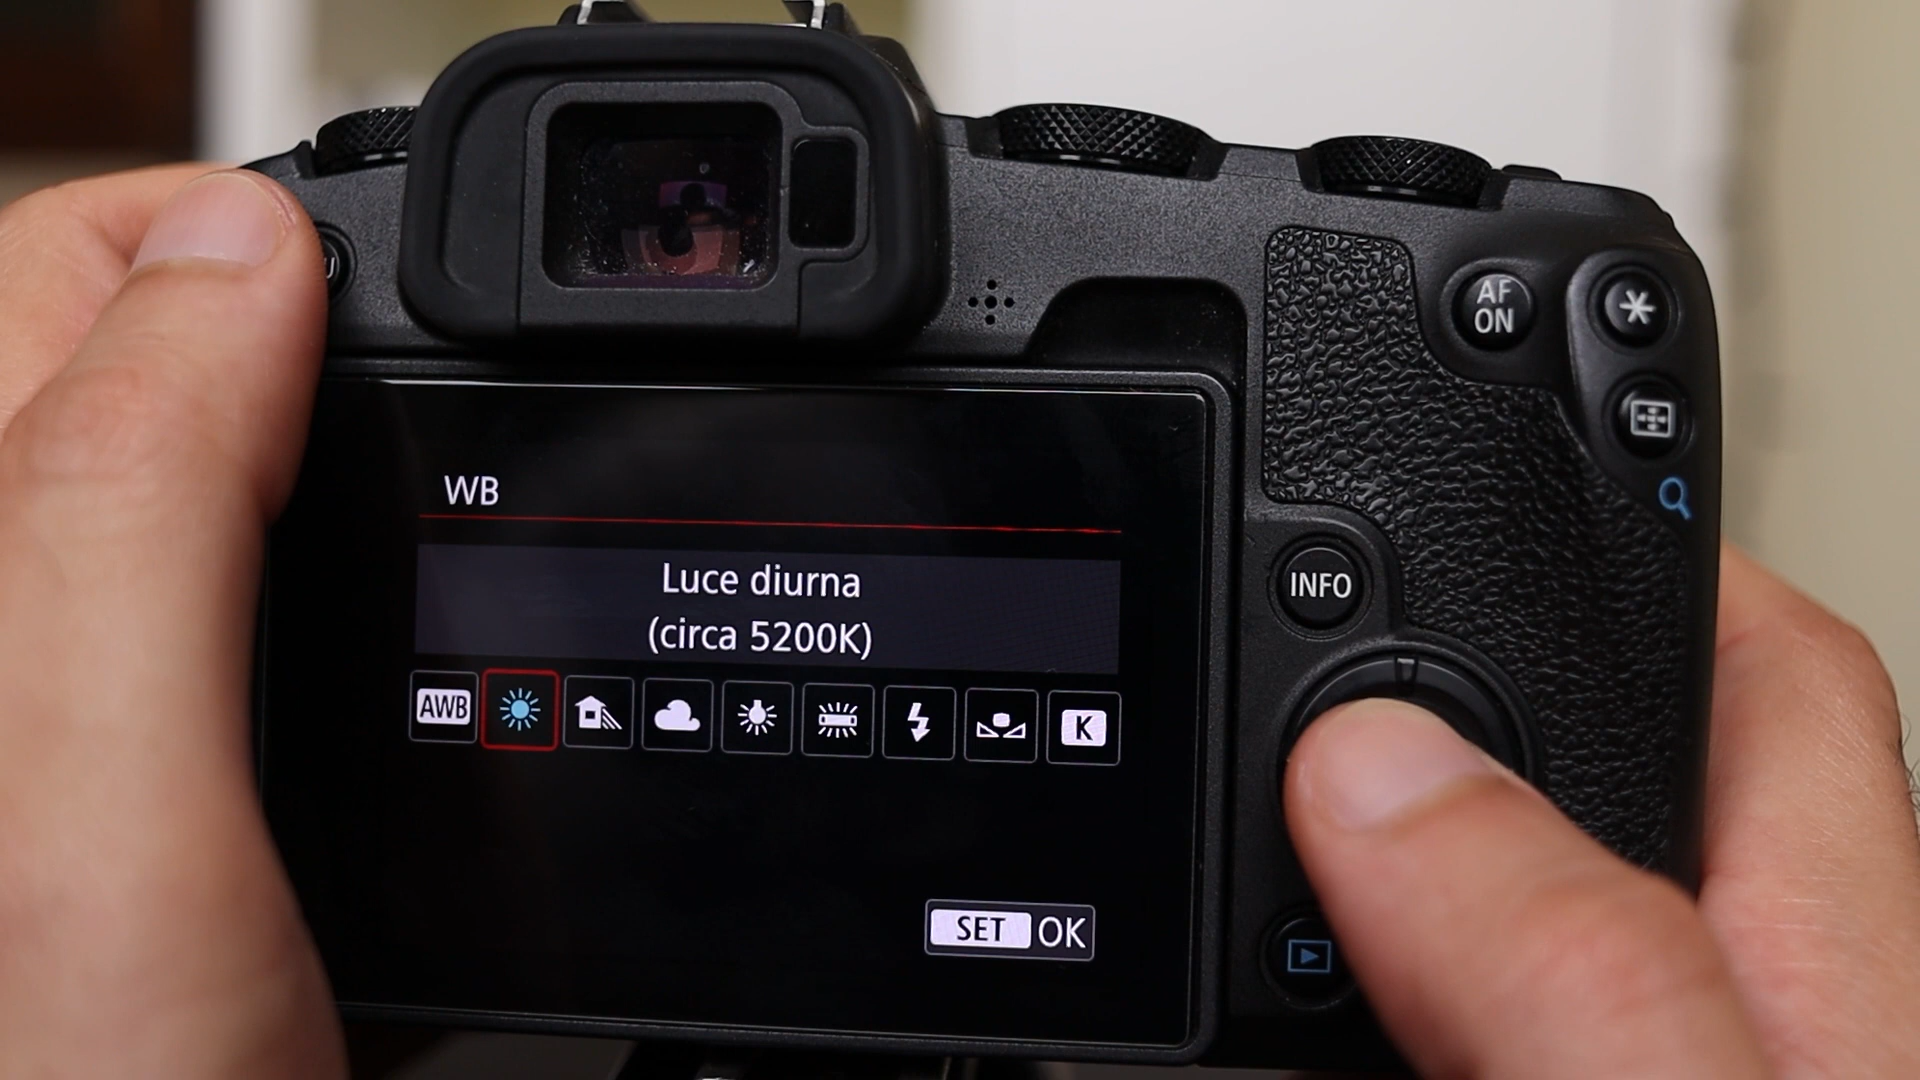 AF
ON
WB
Luce diurna
(circa 5200K)
INFO
AWB
K
SET OK